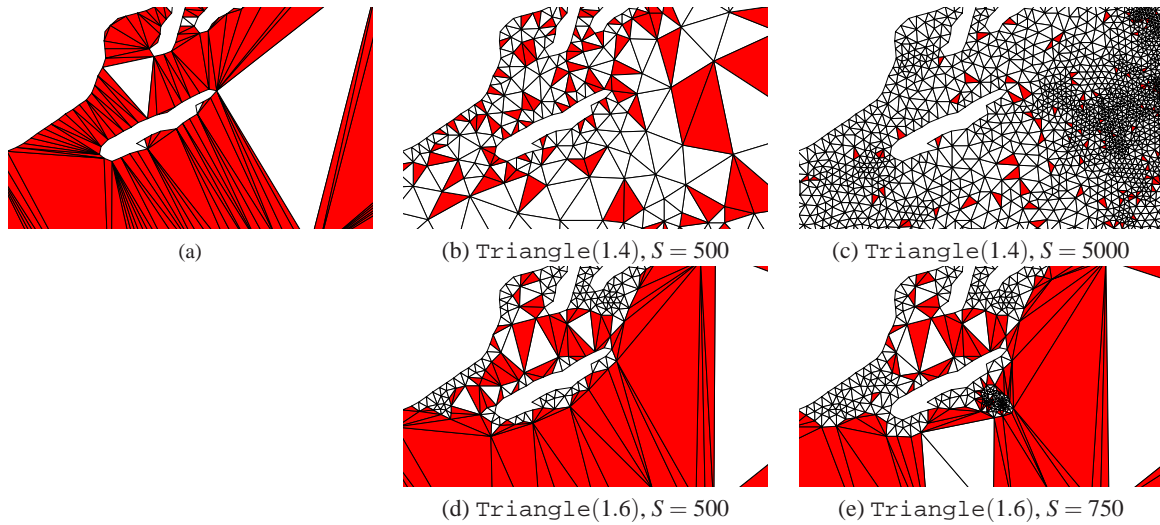 (a)
(b) Triangle(1.4), S = 500
(c) Triangle(1.4), S = 5000
(d) Triangle(1.6), S = 500
(e) Triangle(1.6), S = 750